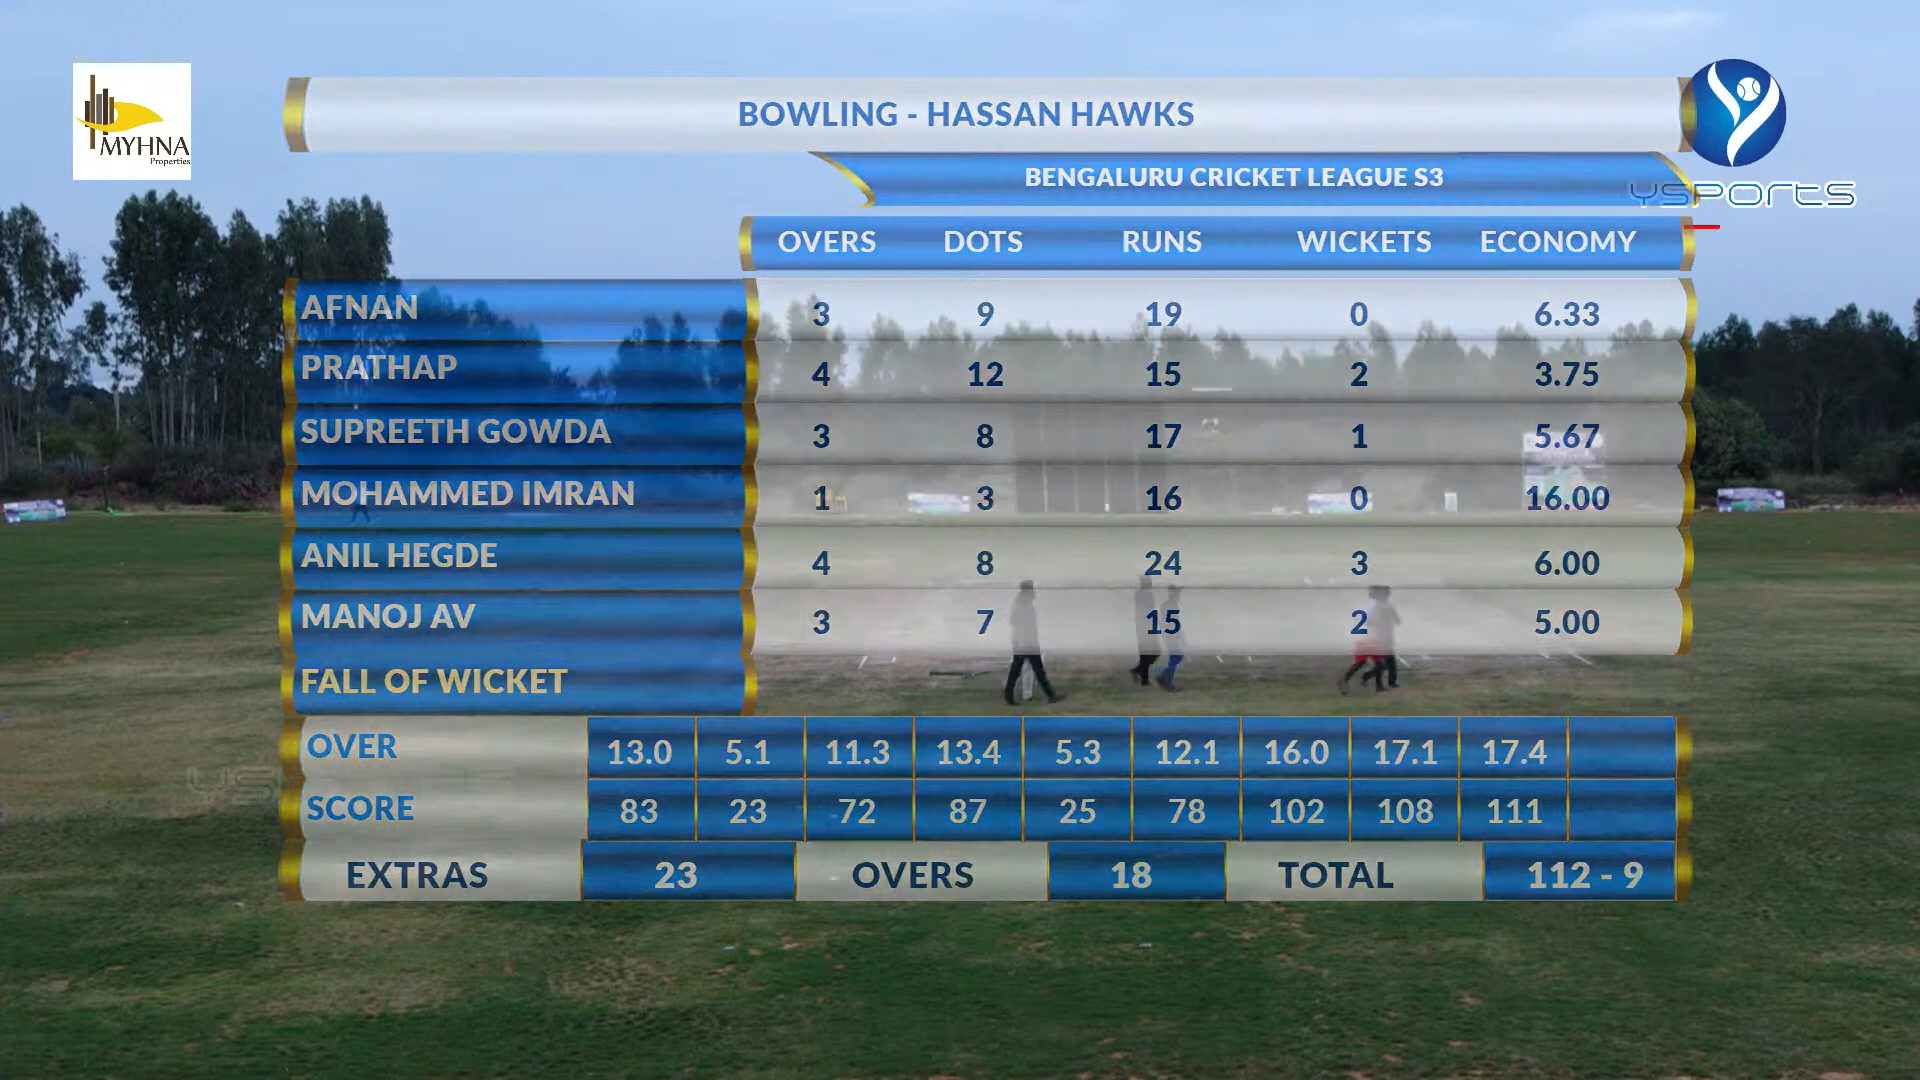 MYHNA
Properties
BOWLING - HASSAN HAWKS
BENGALURU CRICKET LEAGUE S3
YSPORTS
OVERS DOTS RUNS WICKETS ECONOMY
AFNAN 3 9 19 0 6.33
PRATHAP 4 12 15 2 3.75
SUPREETH GOWDA 3 8 17 1 5.67
MOHAMMED IMRAN 1 3 16 0 16.00
ANIL HEGDE 4 8 24 3 6.00
MANOJ AV 3 7 15 2 5.00
FALL OF WICKET
OVER 13.0 5.1 11.3 13.4 5.3 12.1 16.0 17.1 17.4
SCORE 83 23 72 87 25 78 102 108 111
EXTRAS 23 OVERS 18 TOTAL 112 - 9